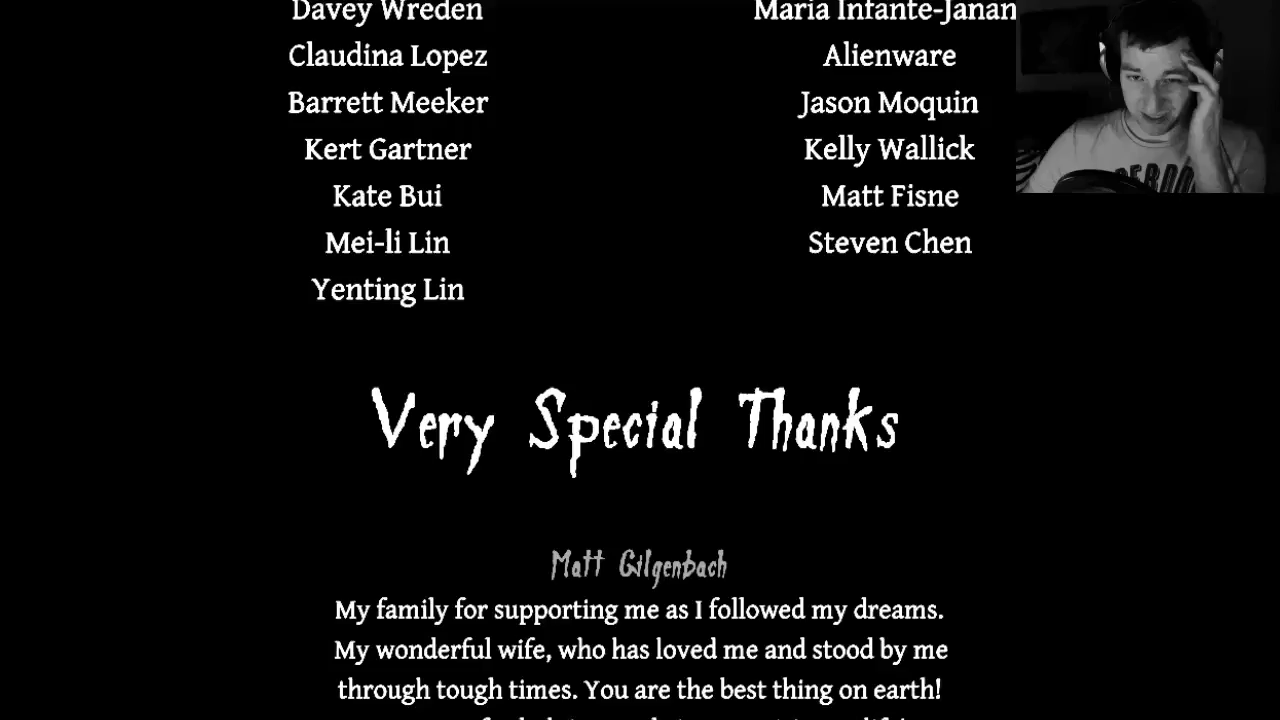 Davey Wreden
Claudina Lopez
Barrett Meeker
Kert Gartner
Kate Bui
Mei-li Lin
Yenting Lin
Maria Infante-Janan
Alienware
Jason Moquin
Kelly Wallick
Matt Fisne
Steven Chen
Very Special Thanks
Matt Gilgenbach
My family for supporting me as I followed my dreams.
My wonderful wife, who has loved me and stood by me
through tough times. You are the best thing on earth!